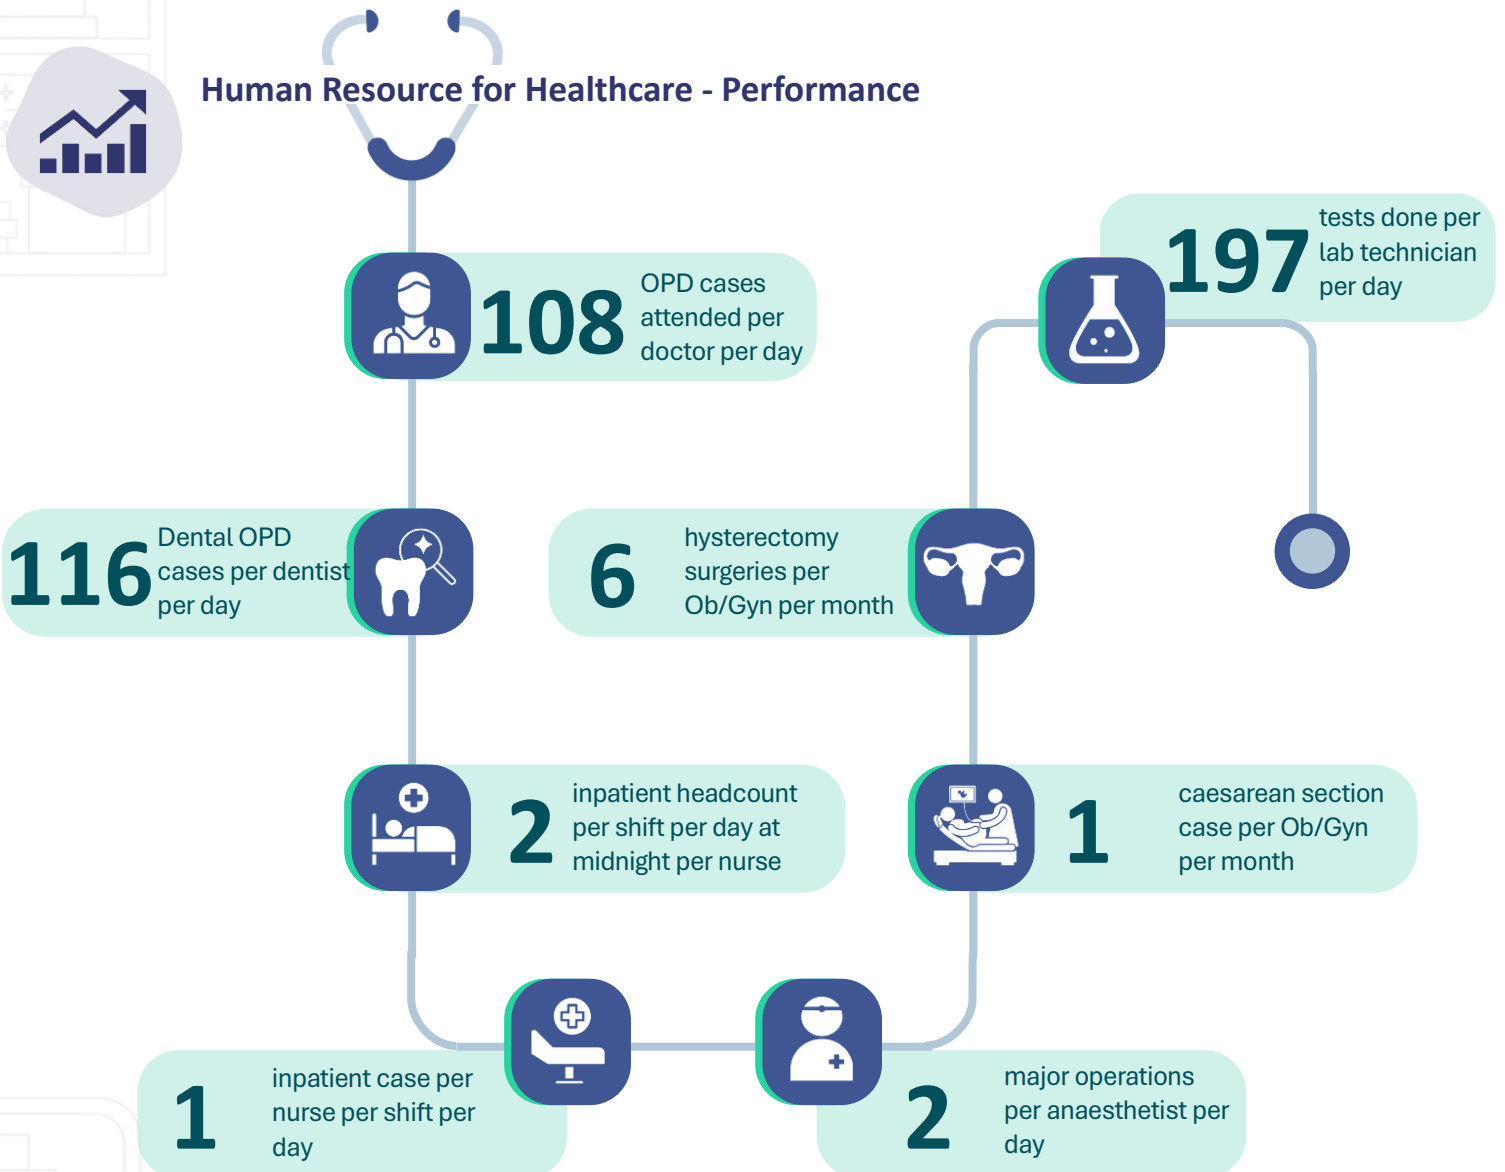 Human Resource for Healthcare - Performance
108
OPD cases
attended per
doctor per day
116
Dental OPD
cases per dentist
per day
2
inpatient headcount
per shift per day at
midnight per nurse
1
inpatient case per
nurse per shift per
day
2
major operations
per anaesthetist per
day
1
caesarean section
case per Ob/Gyn
per month
6
hysterectomy
surgeries per
Ob/Gyn per month
197
tests done per
lab technician
per day